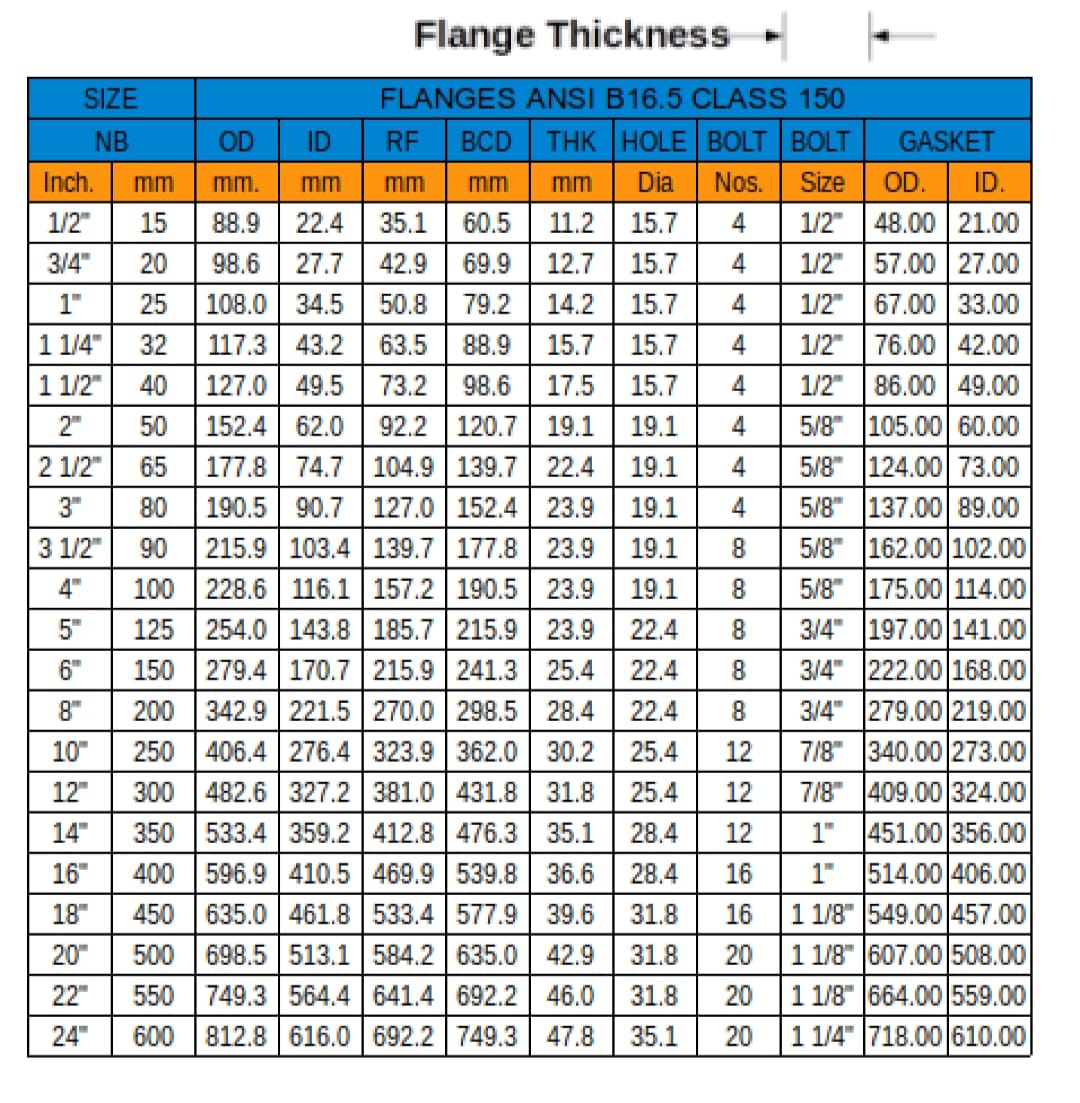 Flange Thickness
SIZE FLANGES ANSI B16.5 CLASS 150
NB OD ID RF BCD THK HOLE BOLT BOLT GASKET
Inch. mm mm. mm mm mm mm Dia Nos. Size OD. ID.
1/2" 15 88.9 22.4 35.1 60.5 11.2 15.7 4 1/2" 48.00 21.00
3/4" 20 98.6 27.7 42.9 69.9 12.7 15.7 4 1/2" 57.00 27.00
1" 25 108.0 34.5 50.8 79.2 14.2 15.7 4 1/2" 67.00 33.00
1 1/4" 32 117.3 43.2 63.5 88.9 15.7 15.7 4 1/2" 76.00 42.00
1 1/2" 40 127.0 49.5 73.2 98.6 17.5 15.7 4 1/2" 86.00 49.00
2" 50 152.4 62.0 92.2 120.7 19.1 19.1 4 5/8" 105.00 60.00
2 1/2" 65 177.8 74.7 104.9 139.7 22.4 19.1 4 5/8" 124.00 73.00
3" 80 190.5 90.7 127.0 152.4 23.9 19.1 4 5/8" 137.00 89.00
3 1/2" 90 215.9 103.4 139.7 177.8 23.9 19.1 8 5/8" 162.00 102.00
4" 100 228.6 116.1 157.2 190.5 23.9 19.1 8 5/8" 175.00 114.00
5" 125 254.0 143.8 185.7 215.9 23.9 22.4 8 3/4" 197.00 141.00
6" 150 279.4 170.7 215.9 241.3 25.4 22.4 8 3/4" 222.00 168.00
8" 200 342.9 221.5 270.0 298.5 28.4 22.4 8 3/4" 279.00 219.00
10" 250 406.4 276.4 323.9 362.0 30.2 25.4 12 7/8" 340.00 273.00
12" 300 482.6 327.2 381.0 431.8 31.8 25.4 12 7/8" 409.00 324.00
14" 350 533.4 359.2 412.8 476.3 35.1 28.4 12 1" 451.00 356.00
16" 400 596.9 410.5 469.9 539.8 36.6 28.4 16 1" 514.00 406.00
18" 450 635.0 461.8 533.4 577.9 39.6 31.8 16 1 1/8" 549.00 457.00
20" 500 698.5 513.1 584.2 635.0 42.9 31.8 20 1 1/8" 607.00 508.00
22" 550 749.3 564.4 641.4 692.2 46.0 31.8 20 1 1/8" 664.00 559.00
24" 600 812.8 616.0 692.2 749.3 47.8 35.1 20 1 1/4" 718.00 610.00